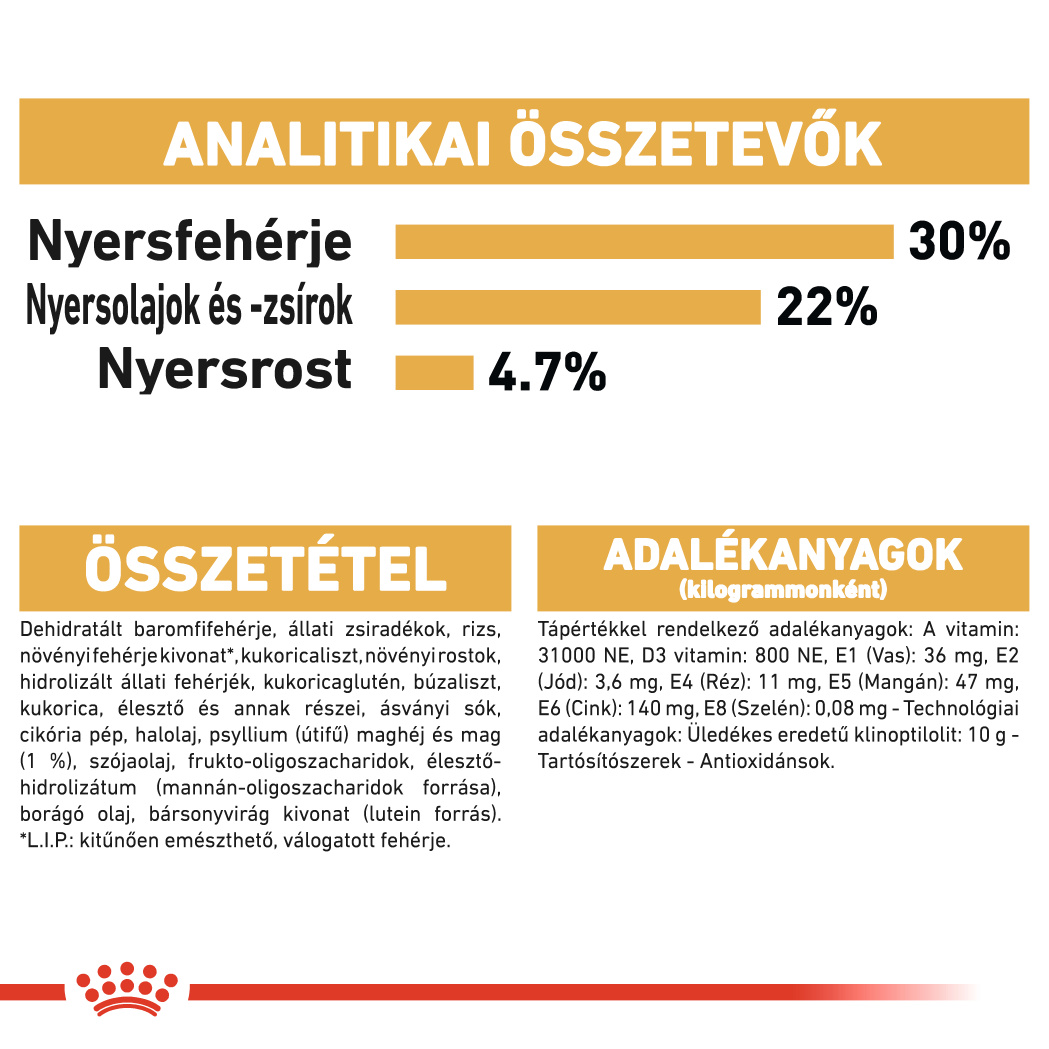 ANALITIKAI ÖSSZETEVŐK
Nyersfehérje 30%
Nyersolajok és -zsírok 22%
Nyersrost 4.7%
ÖSSZETÉTEL
Dehidratált baromfifehérje, állati zsiradékok, rizs,
növényi fehérje kivonat*, kukoricaliszt, növényi rostok,
hidrolizált állati fehérjék, kukoricaglutén, búzaliszt,
kukorica, élesztő és annak részei, ásványi sók,
cikória pép, halolaj, psyllium (útifű) maghéj és mag
(1 %), szójaolaj, frukto-oligoszacharidok, élesztő-
hidrolizátum (mannán-oligoszacharidok forrása),
borágó olaj, bársonyvirág kivonat (lutein forrás).
*L.I.P.: kitűnően emészthető, válogatott fehérje.
ADALÉKANYAGOK
(kilogrammonként)
Tápértékkel rendelkező adalékanyagok: A vitamin:
31000 NE, D3 vitamin: 800 NE, E1 (Vas): 36 mg, E2
(Jód): 3,6 mg, E4 (Réz): 11 mg, E5 (Mangán): 47 mg,
E6 (Cink): 140 mg, E8 (Szelén): 0,08 mg - Technológiai
adalékanyagok: Üledékes eredetű klinoptilolit: 10 g -
Tartósítószerek - Antioxidánsok.